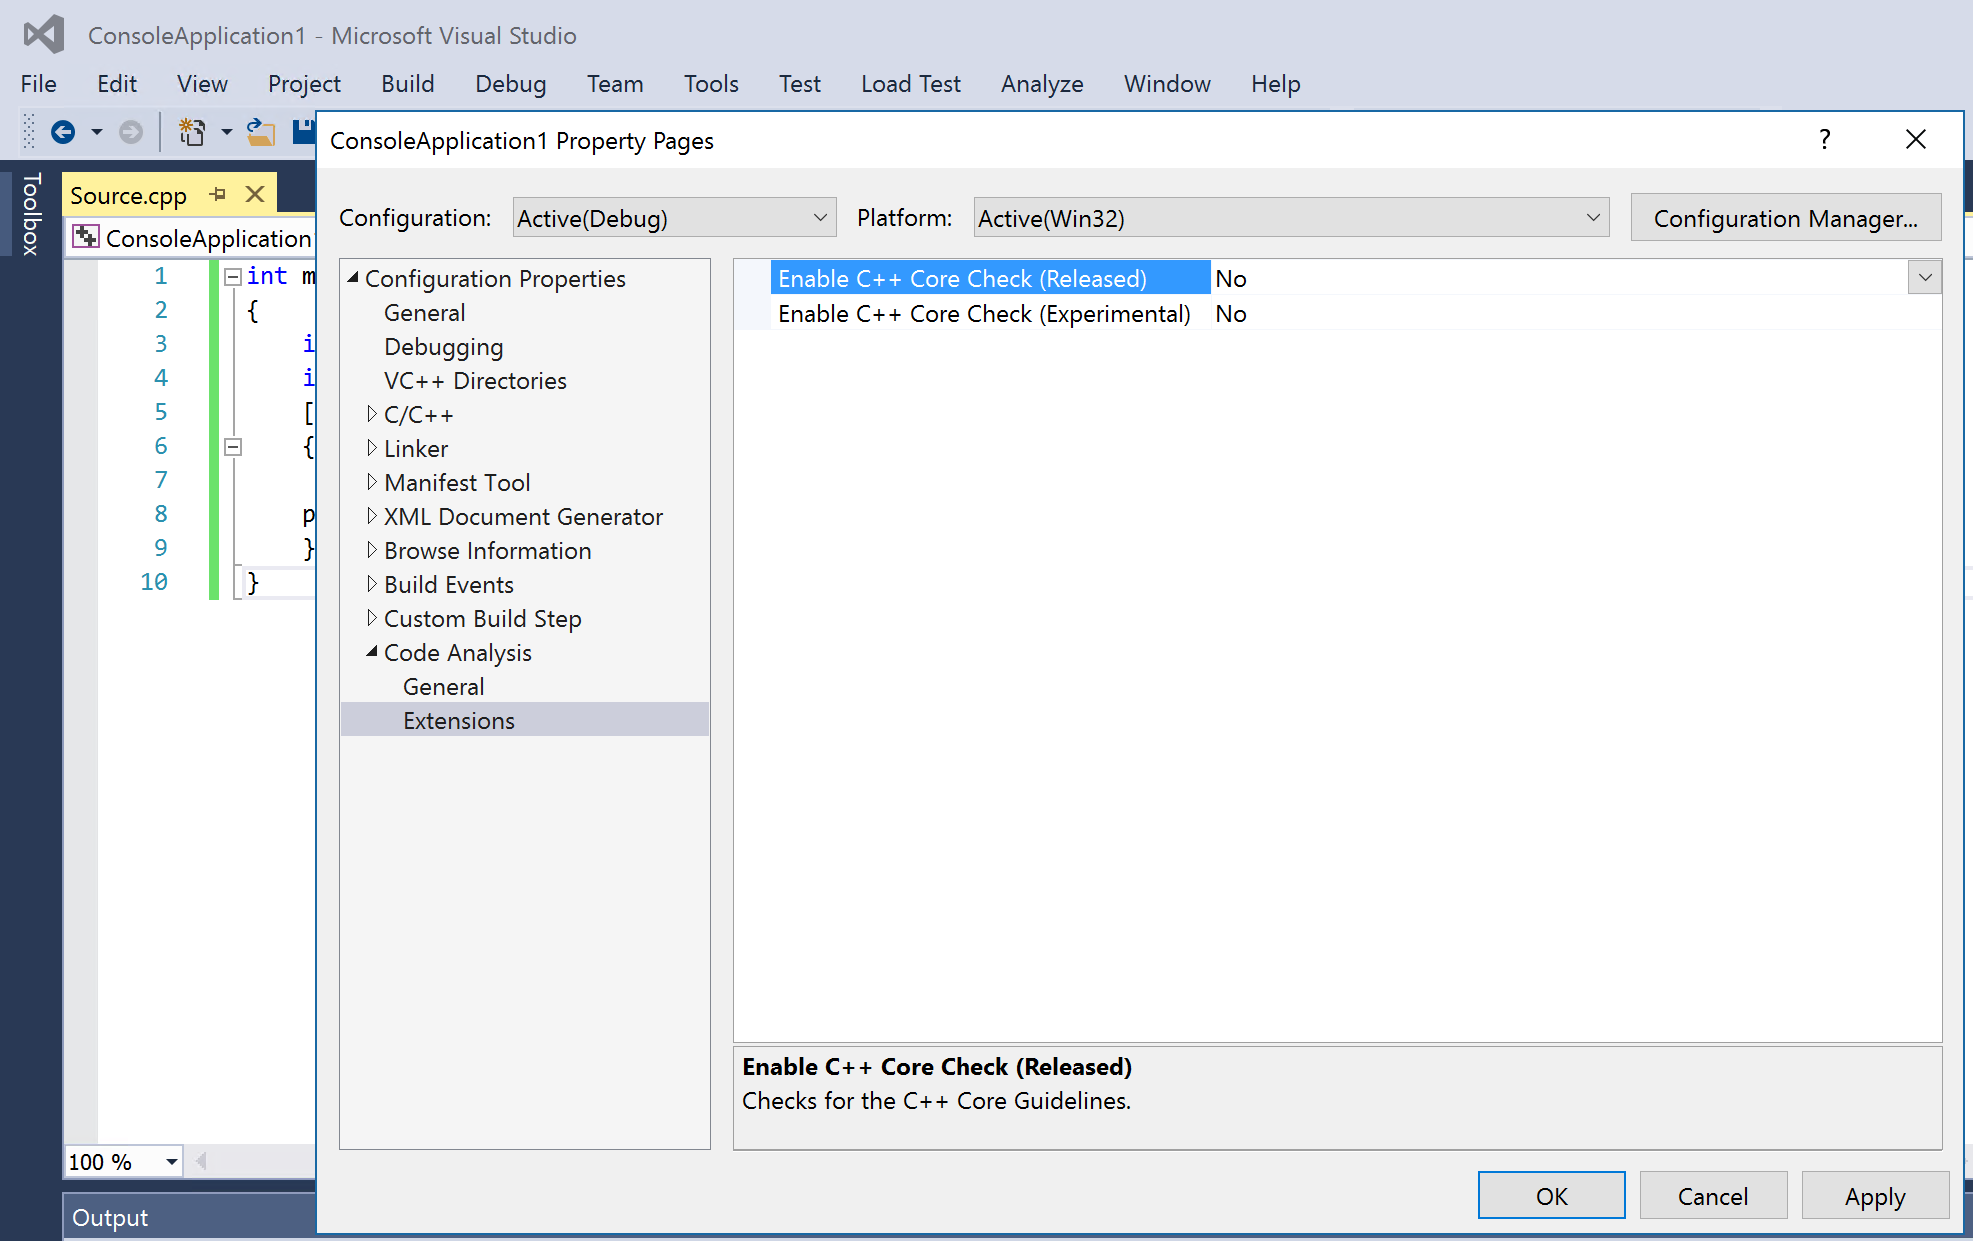 ConsoleApplication1 - Microsoft Visual Studio
File Edit View Project Build Debug Team Tools Test Load Test Analyze Window Help
ConsoleApplication1 Property Pages
?
Toolbox
Source.cpp
ConsoleApplication
Configuration: Active(Debug) Platform: Active(Win32) Configuration Manager...
1 int m
2 {
3 i
4 i
5 [
6 {
7
8 p
9 }
10 }
100 %
Output
Configuration Properties
General
Debugging
VC++ Directories
C/C++
Linker
Manifest Tool
XML Document Generator
Browse Information
Build Events
Custom Build Step
Code Analysis
General
Extensions
Enable C++ Core Check (Released) No
Enable C++ Core Check (Experimental) No
Enable C++ Core Check (Released)
Checks for the C++ Core Guidelines.
OK Cancel Apply